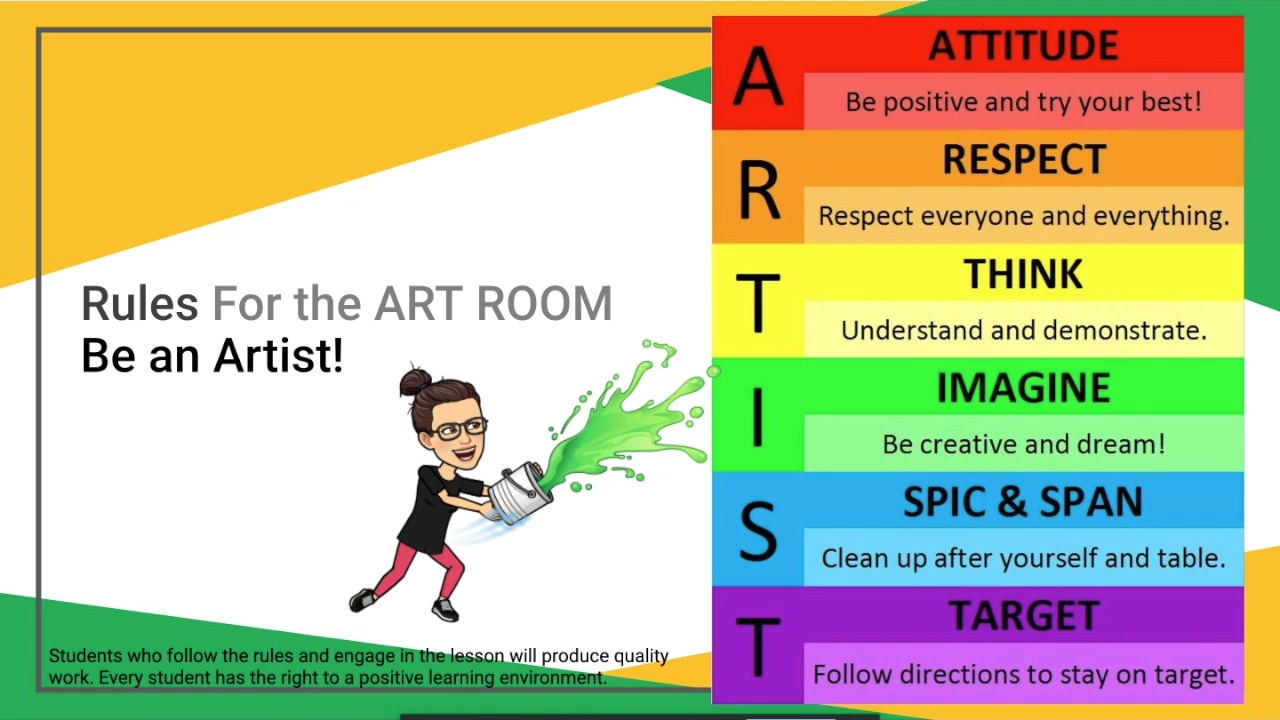 Rules For the ART ROOM
Be an Artist!
Students who follow the rules and engage in the lesson will produce quality
work. Every student has the right to a positive learning environment.
A
ATTITUDE
Be positive and try your best!
R
RESPECT
Respect everyone and everything.
T
THINK
Understand and demonstrate.
I
IMAGINE
Be creative and dream!
S
SPIC & SPAN
Clean up after yourself and table.
T
TARGET
Follow directions to stay on target.